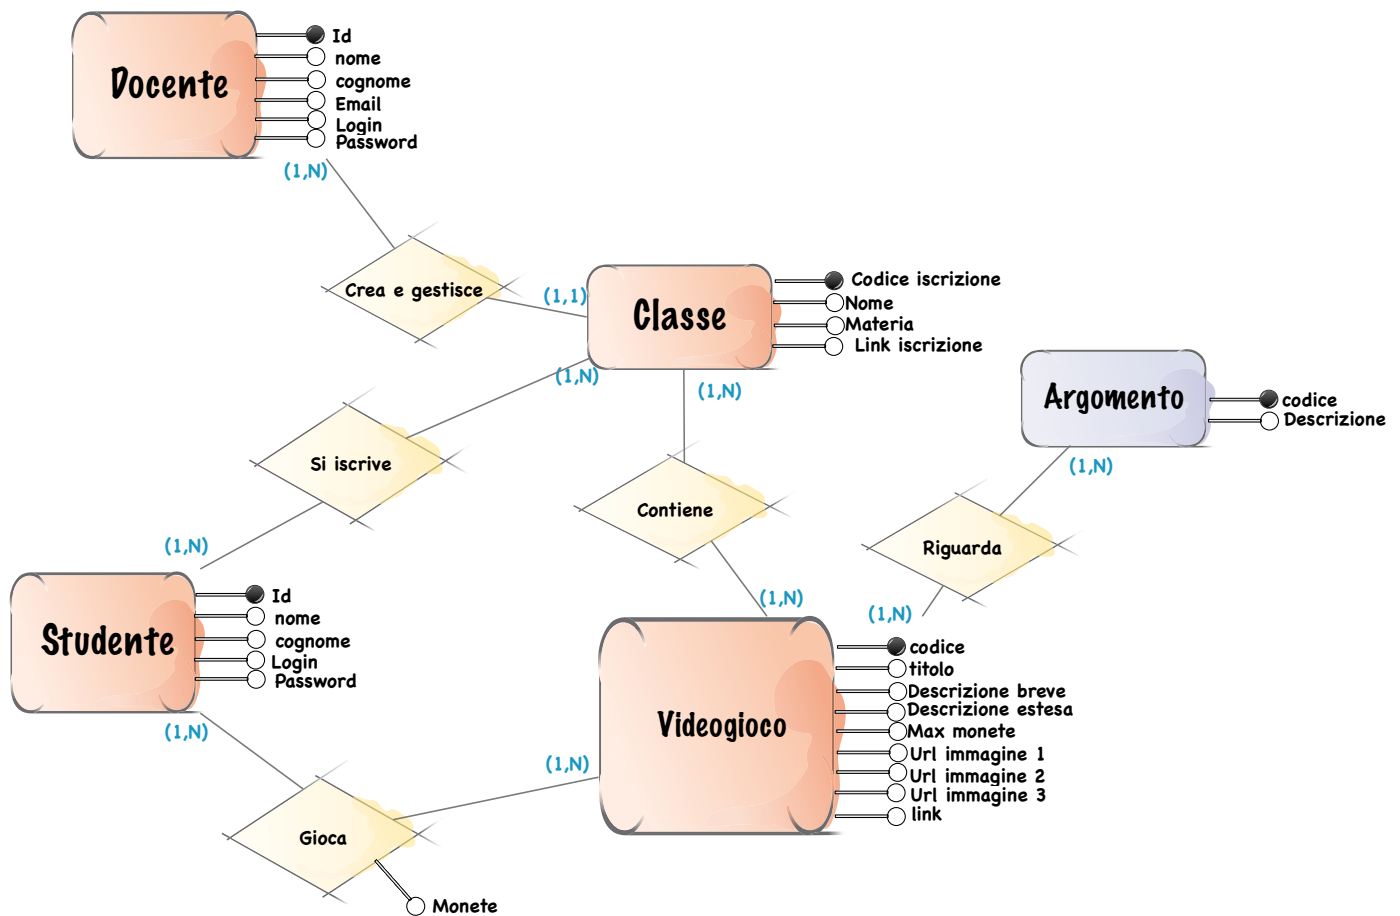 Docente
Id
nome
cognome
Email
Login
Password
(1,N)
Crea e gestisce
(1,1)
Classe
Codice iscrizione
Nome
Materia
Link iscrizione
(1,N)
(1,N)
Argomento
codice
Descrizione
(1,N)
Si iscrive
Contiene
Riguarda
(1,N)
(1,N)
(1,N)
Studente
Id
nome
cognome
Login
Password
(1,N)
Videogioco
codice
titolo
Descrizione breve
Descrizione estesa
Max monete
Url immagine 1
Url immagine 2
Url immagine 3
link
(1,N)
Gioca
Monete